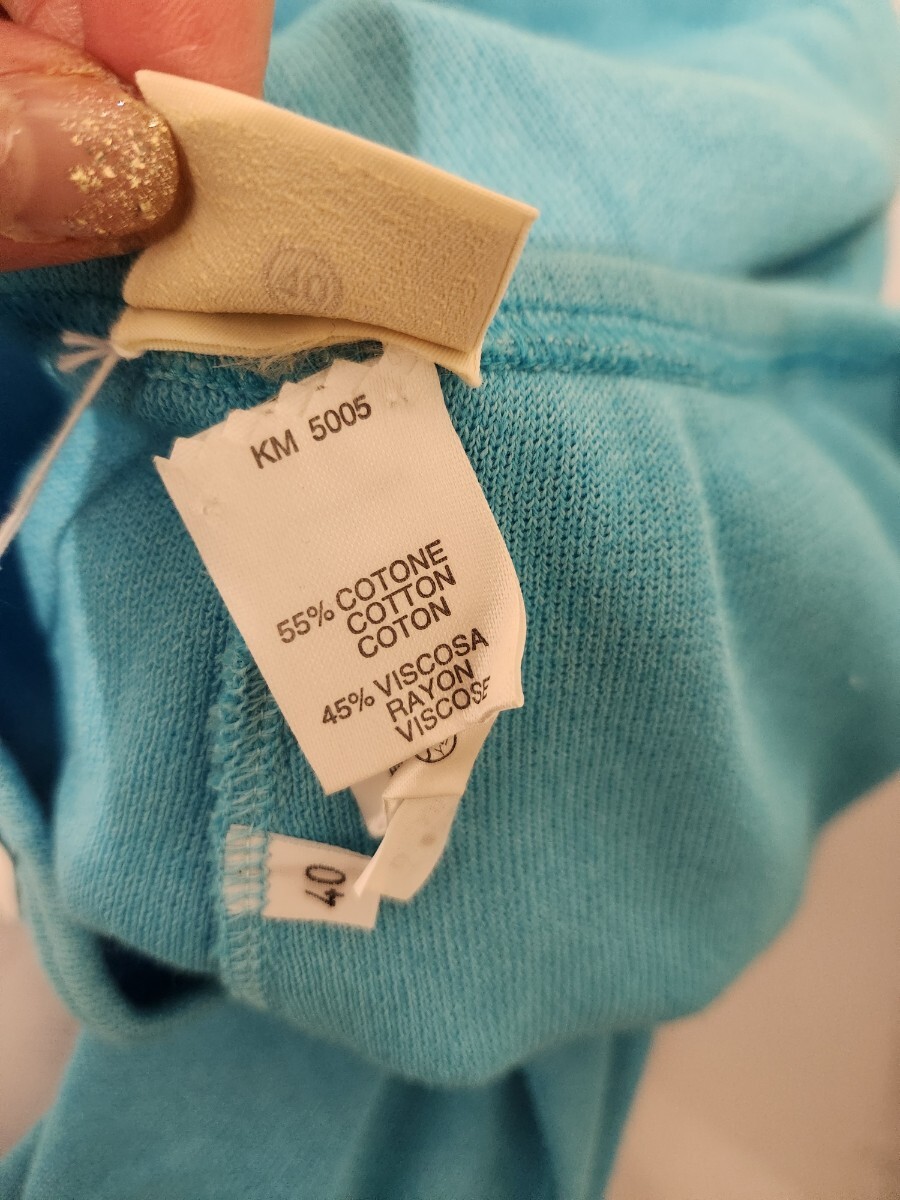 40
KM 5005
55% COTONE
COTTON
COTON
45% VISCOSA
RAYON
VISCOSE
40